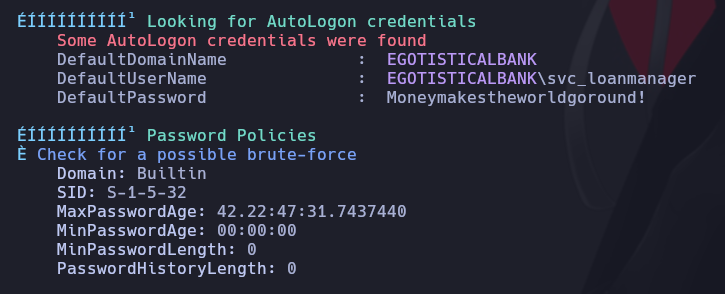 ÉÍÍÍÍÍÍÍÍÍÍ¹ Looking for AutoLogon credentials
Some AutoLogon credentials were found
DefaultDomainName : EGOTISTICALBANK
DefaultUserName : EGOTISTICALBANK\svc_loanmanager
DefaultPassword : Moneymakestheworldgoround!
ÉÍÍÍÍÍÍÍÍÍÍ¹ Password Policies
È Check for a possible brute-force
Domain: Builtin
SID: S-1-5-32
MaxPasswordAge: 42.22:47:31.7437440
MinPasswordAge: 00:00:00
MinPasswordLength: 0
PasswordHistoryLength: 0